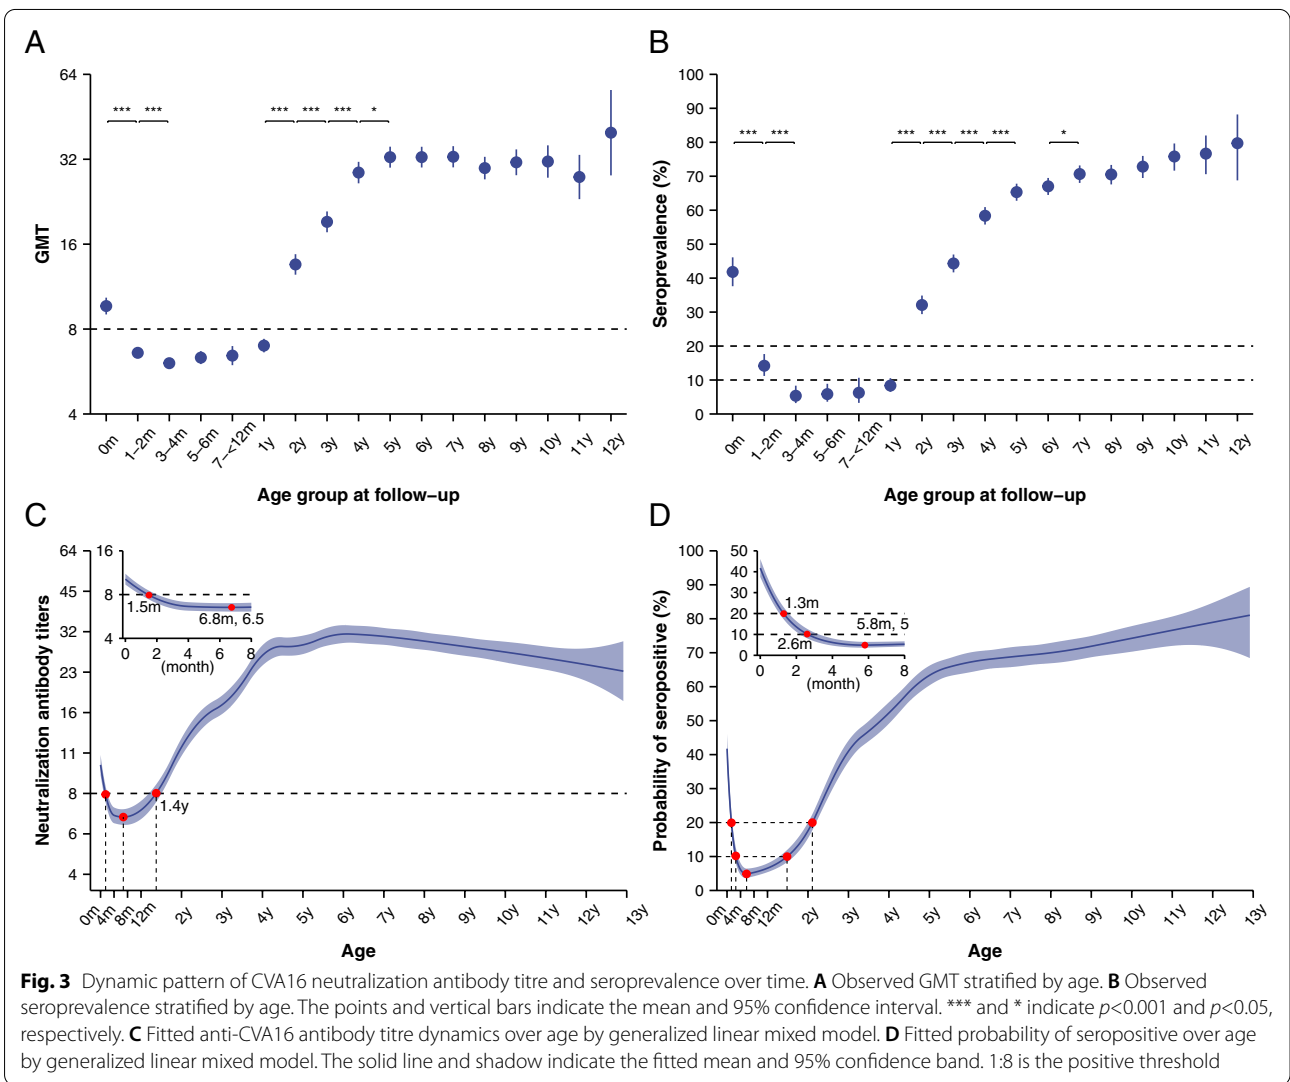 A
GMT
64
32
16
8
4
*** *** *** *** *** *
0m 1–2m 3–4m 5–6m 7–<12m 1y 2y 3y 4y 5y 6y 7y 8y 9y 10y 11y 12y
Age group at follow–up
B
Seroprevalence (%)
100
90
80
70
60
50
40
30
20
10
0
*** *** *** *** *** *** *
0m 1–2m 3–4m 5–6m 7–<12m 1y 2y 3y 4y 5y 6y 7y 8y 9y 10y 11y 12y
Age group at follow–up
C
Neutralization antibody titers
64
45
32
23
16
11
8
6
4
16
8
4
1.5m
6.8m, 6.5
0 2 4 6 8
(month)
1.4y
0m 4m 8m 12m 2y 3y 4y 5y 6y 7y 8y 9y 10y 11y 12y 13y
Age
D
Probability of seropositive (%)
100
90
80
70
60
50
40
30
20
10
0
50
40
30
20
10
0
1.3m
5.8m, 5
2.6m
0 2 4 6 8
(month)
0m 4m 8m 12m 2y 3y 4y 5y 6y 7y 8y 9y 10y 11y 12y 13y
Age
Fig. 3 Dynamic pattern of CVA16 neutralization antibody titre and seroprevalence over time. A Observed GMT stratified by age. B Observed
seroprevalence stratified by age. The points and vertical bars indicate the mean and 95% confidence interval. *** and * indicate p<0.001 and p<0.05,
respectively. C Fitted anti-CVA16 antibody titre dynamics over age by generalized linear mixed model. D Fitted probability of seropositive over age
by generalized linear mixed model. The solid line and shadow indicate the fitted mean and 95% confidence band. 1:8 is the positive threshold